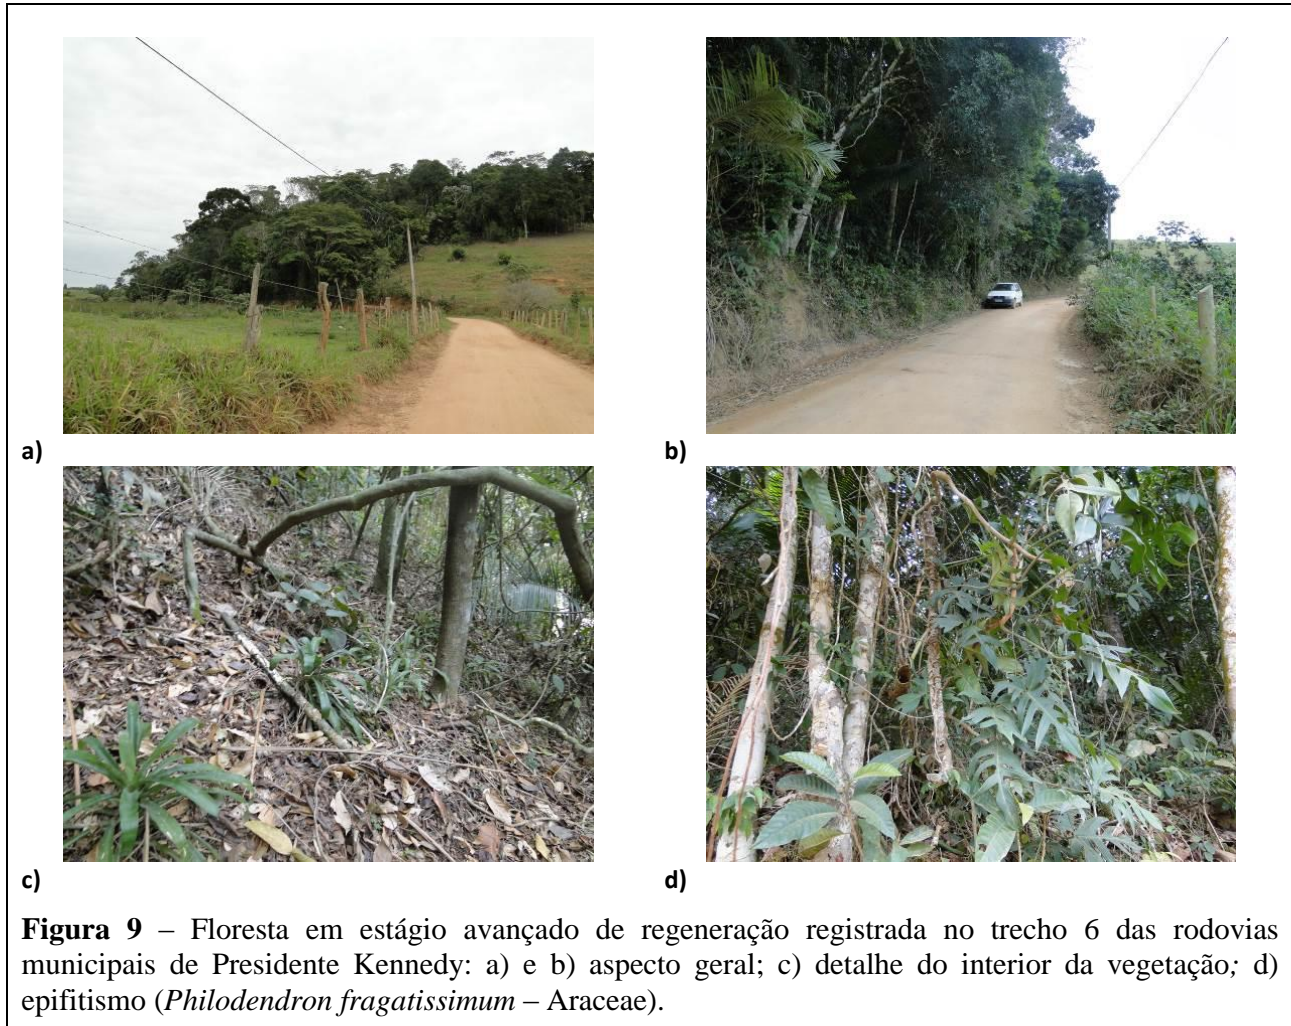 a)
b)
c)
d)
Figura 9 – Floresta em estágio avançado de regeneração registrada no trecho 6 das rodovias
municipais de Presidente Kennedy: a) e b) aspecto geral; c) detalhe do interior da vegetação; d)
epifitismo (Philodendron fragatissimum – Araceae).